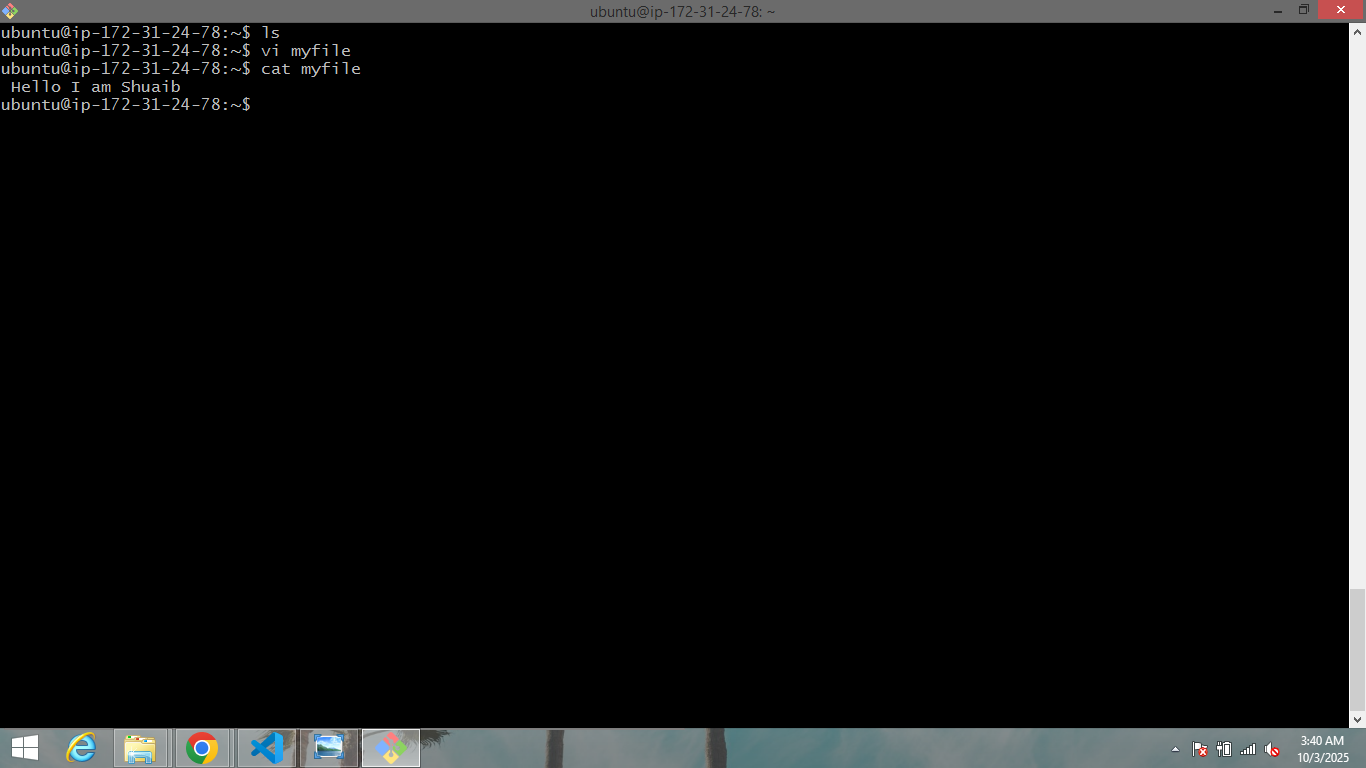 ubuntu@ip-172-31-24-78: ~
ubuntu@ip-172-31-24-78:~$ ls
ubuntu@ip-172-31-24-78:~$ vi myfile
ubuntu@ip-172-31-24-78:~$ cat myfile
 Hello I am Shuaib
ubuntu@ip-172-31-24-78:~$
3:40 AM
10/3/2025